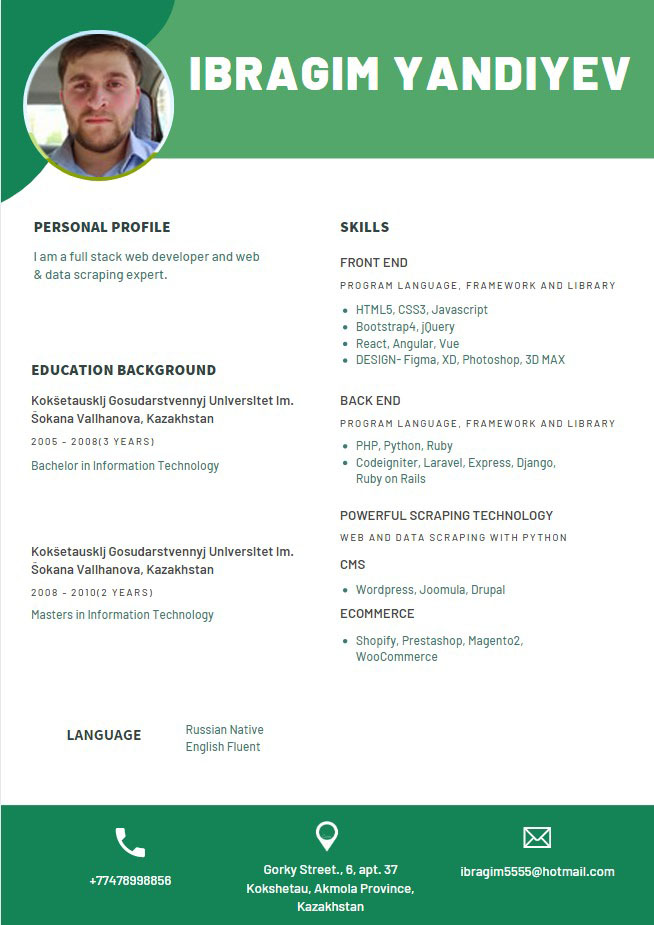 IBRAGIM YANDIYEV
PERSONAL PROFILE
I am a full stack web developer and web
& data scraping expert.
EDUCATION BACKGROUND
Kokšetauskij Gosudarstvennyj Universitet Im.
Šokana Valihanova, Kazakhstan
2005 - 2008(3 YEARS)
Bachelor in Information Technology
Kokšetauskij Gosudarstvennyj Universitet Im.
Šokana Valihanova, Kazakhstan
2008 - 2010(2 YEARS)
Masters in Information Technology
LANGUAGE
Russian Native
English Fluent
SKILLS
FRONT END
PROGRAM LANGUAGE, FRAMEWORK AND LIBRARY
• HTML5, CSS3, Javascript
• Bootstrap4, jQuery
• React, Angular, Vue
• DESIGN- Figma, XD, Photoshop, 3D MAX
BACK END
PROGRAM LANGUAGE, FRAMEWORK AND LIBRARY
• PHP, Python, Ruby
• Codeigniter, Laravel, Express, Django,
Ruby on Rails
POWERFUL SCRAPING TECHNOLOGY
WEB AND DATA SCRAPING WITH PYTHON
CMS
• Wordpress, Joomula, Drupal
ECOMMERCE
• Shopify, Prestashop, Magento2,
WooCommerce
+77478998856
Gorky Street., 6, apt. 37
Kokshetau, Akmola Province,
Kazakhstan
ibragim5555@hotmail.com